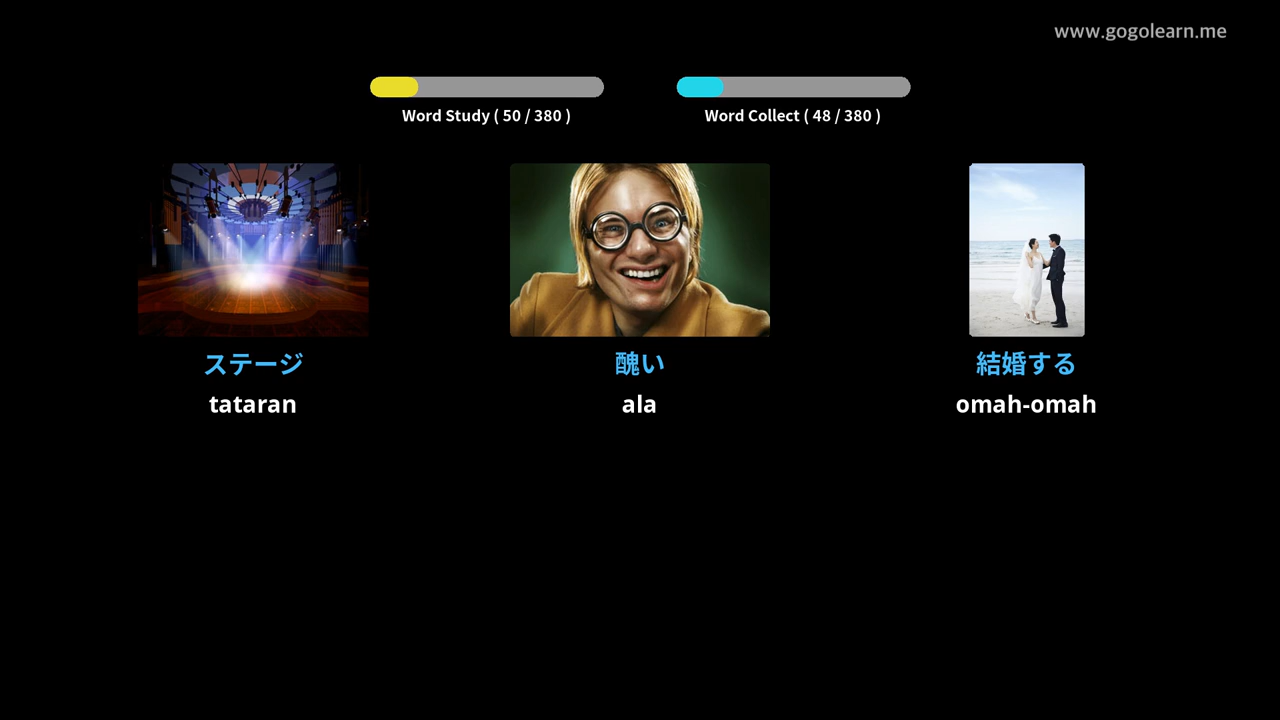 www.gogolearn.me
Word Study ( 50 / 380 )
Word Collect ( 48 / 380 )
ステージ
tataran
醜い
ala
結婚する
omah-omah